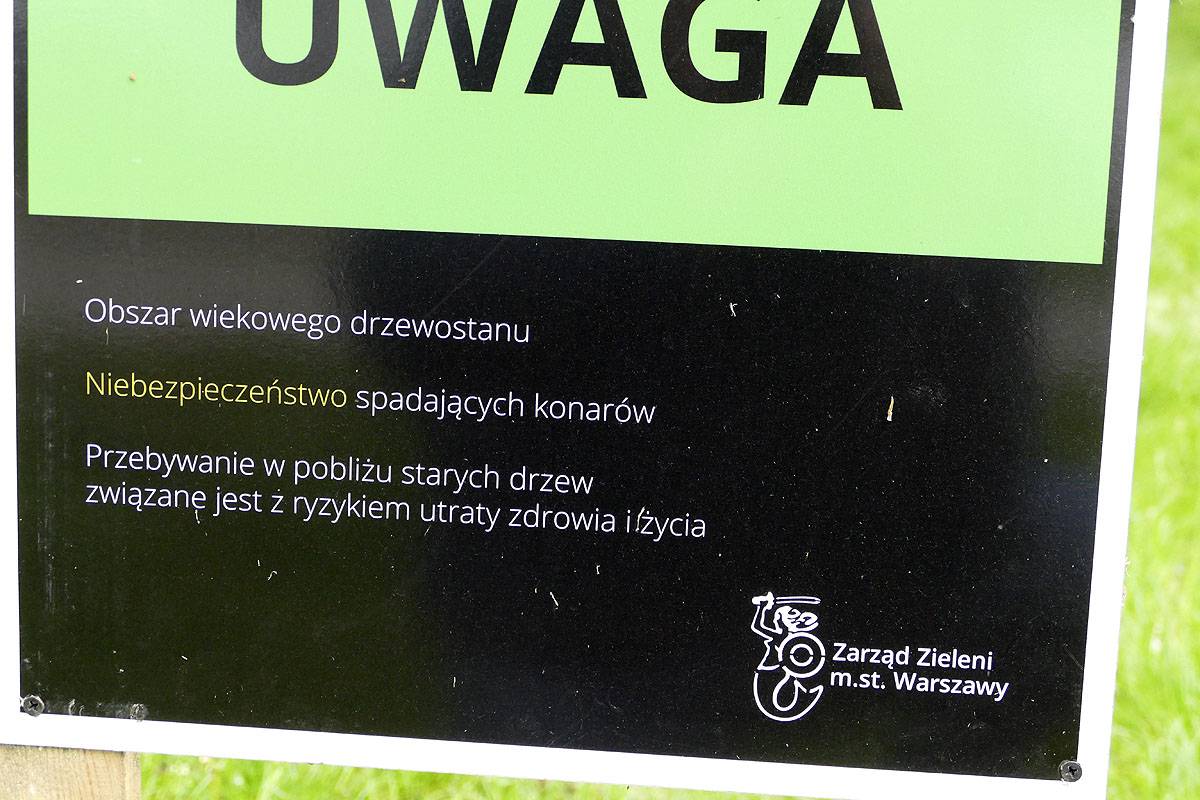 UWAGA
Obszar wiekowego drzewostanu
Niebezpieczeństwo spadających konarów
Przebywanie w pobliżu starych drzew
związane jest z ryzykiem utraty zdrowia i życia
Zarząd Zieleni
m.st. Warszawy